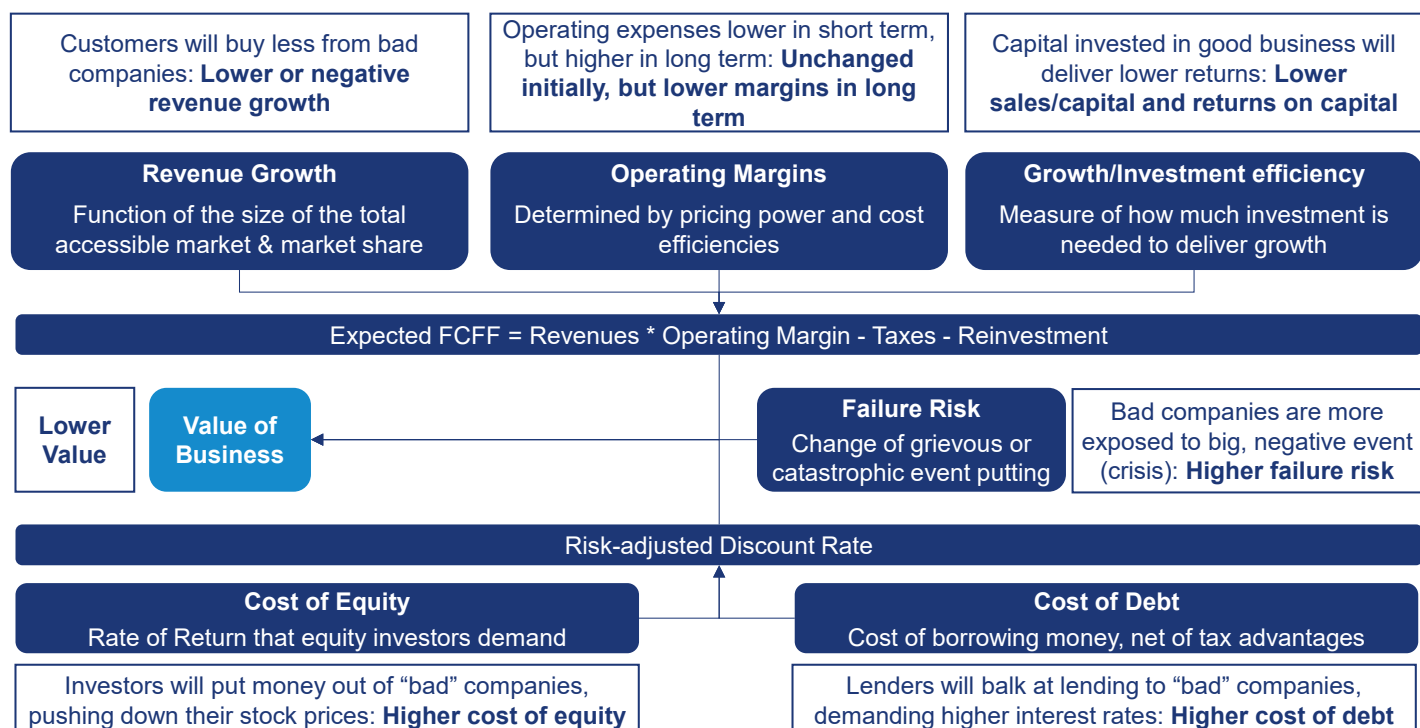 Customers will buy less from bad
companies: Lower or negative
revenue growth
Operating expenses lower in short term,
but higher in long term: Unchanged
initially, but lower margins in long
term
Capital invested in good business will
deliver lower returns: Lower
sales/capital and returns on capital
Revenue Growth
Function of the size of the total
accessible market & market share
Operating Margins
Determined by pricing power and cost
efficiencies
Growth/Investment efficiency
Measure of how much investment is
needed to deliver growth
Expected FCFF = Revenues * Operating Margin - Taxes - Reinvestment
Lower
Value
Value of
Business
Failure Risk
Change of grievous or
catastrophic event putting
Bad companies are more
exposed to big, negative event
(crisis): Higher failure risk
Risk-adjusted Discount Rate
Cost of Equity
Rate of Return that equity investors demand
Cost of Debt
Cost of borrowing money, net of tax advantages
Investors will put money out of “bad” companies,
pushing down their stock prices: Higher cost of equity
Lenders will balk at lending to “bad” companies,
demanding higher interest rates: Higher cost of debt